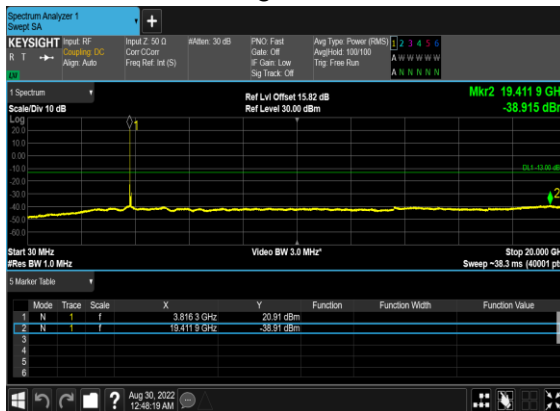 Spectrum Analyzer 1
Swept SA
KEYSIGHT Input: RF Input Z: 50 Ω #Atten: 30 dB PNO: Fast Avg Type: Power (RMS) 1 2 3 4 5 6
R T Coupling: DC Corr CCorr Gate: Off Avg|Hold: 100/100 A W W W W W
Align: Auto Freq Ref: Int (S) IF Gain: Low Trig: Free Run
Sig Track: Off A N N N N N
1 Spectrum
Scale/Div 10 dB
Ref Lvl Offset 15.82 dB
Ref Level 30.00 dBm
Mkr2 19.411 9 GH
-38.915 dBr
Log
20.0
10.0
0.00
-10.0
-20.0
-30.0
-40.0
-50.0
-60.0
1
DL1 -13.00 dB
2
Start 30 MHz Video BW 3.0 MHz* Stop 20.000 GH
#Res BW 1.0 MHz Sweep ~38.3 ms (40001 pt
5 Marker Table
Mode Trace Scale X Y Function Function Width Function Value
1 N 1 f 3.816 3 GHz 20.91 dBm
2 N 1 f 19.411 9 GHz -38.91 dBm
3
4
5
6
? Aug 30, 2022
12:48:19 AM